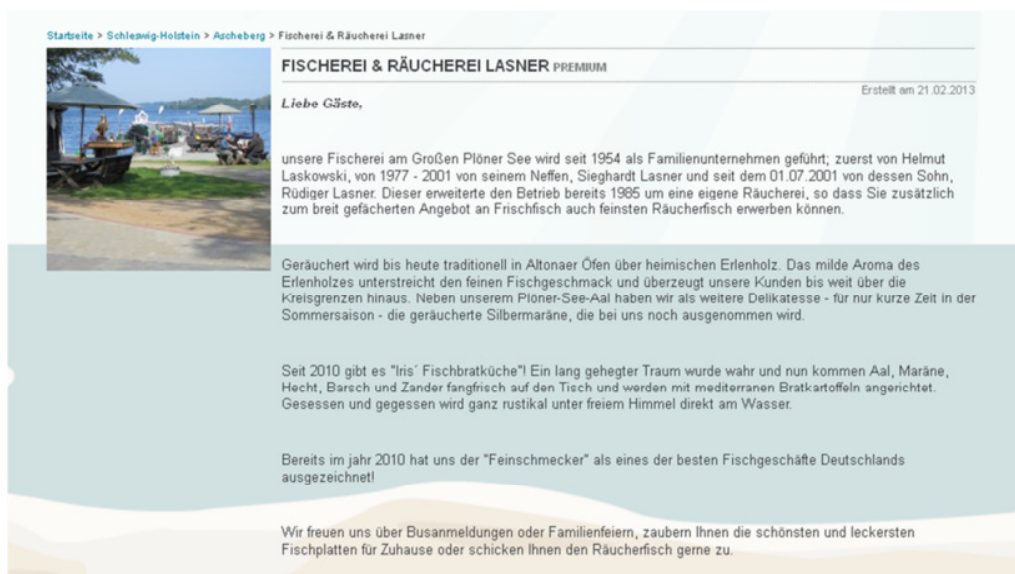 Startseite > Schleswig-Holstein > Ascheberg > Fischerei & Räucherei Lasner
FISCHEREI & RÄUCHEREI LASNER PREMIUM
Erstellt am 21.02.2013
Liebe Gäste,
unsere Fischerei am Großen Plöner See wird seit 1954 als Familienunternehmen geführt; zuerst von Helmut
Laskowski, von 1977 - 2001 von seinem Neffen, Sieghardt Lasner und seit dem 01.07.2001 von dessen Sohn,
Rüdiger Lasner. Dieser erweiterte den Betrieb bereits 1985 um eine eigene Räucherei, so dass Sie zusätzlich
zum breit gefächerten Angebot an Frischfisch auch feinsten Räucherfisch erwerben können.
Geräuchert wird bis heute traditionell in Altonaer Öfen über heimischen Erlenholz. Das milde Aroma des
Erlenholzes unterstreicht den feinen Fischgeschmack und überzeugt unsere Kunden bis weit über die
Kreisgrenzen hinaus. Neben unserem Plöner-See-Aal haben wir als weitere Delikatesse - für nur kurze Zeit in der
Sommersaison - die geräucherte Silbermaräne, die bei uns noch ausgenommen wird.
Seit 2010 gibt es "Iris´ Fischbratküche"! Ein lang gehegter Traum wurde wahr und nun kommen Aal, Maräne,
Hecht, Barsch und Zander fangfrisch auf den Tisch und werden mit mediterranen Bratkartoffeln angerichtet.
Gesessen und gegessen wird ganz rustikal unter freiem Himmel direkt am Wasser.
Bereits im jahr 2010 hat uns der "Feinschmecker" als eines der besten Fischgeschäfte Deutschlands
ausgezeichnet!
Wir freuen uns über Busanmeldungen oder Familienfeiern, zaubern Ihnen die schönsten und leckersten
Fischplatten für Zuhause oder schicken Ihnen den Räucherfisch gerne zu.